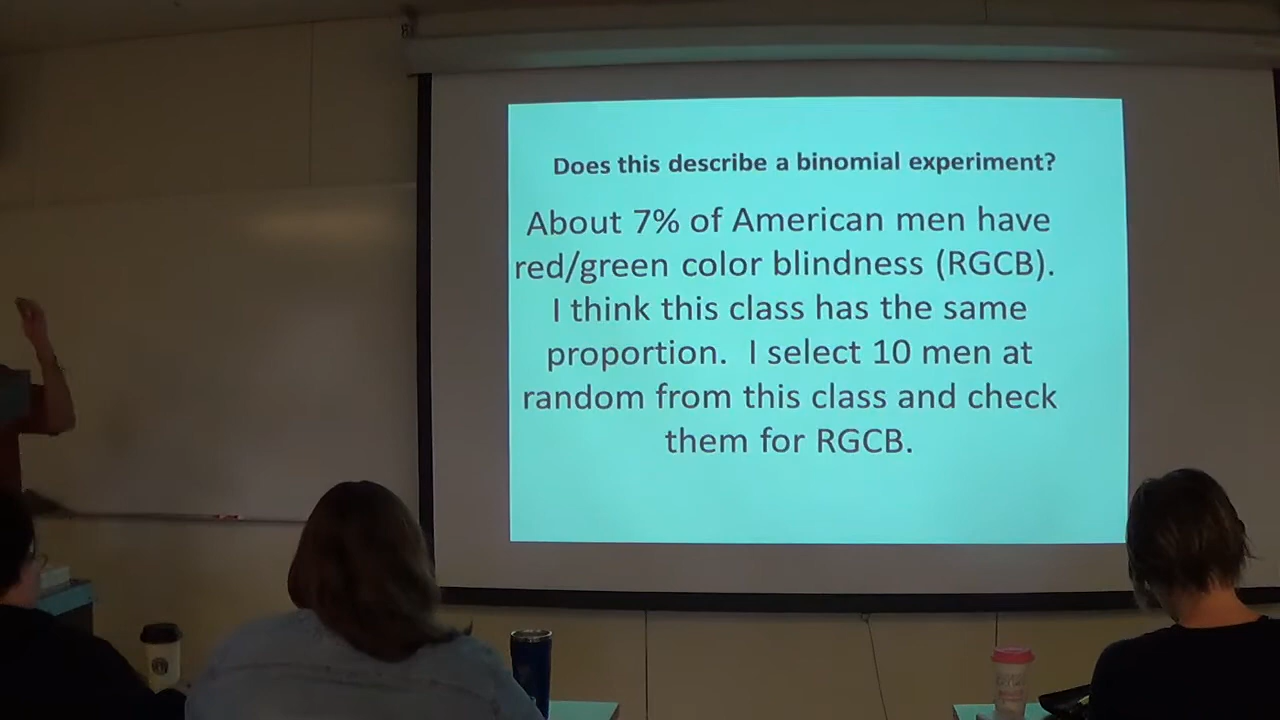 Does this describe a binomial experiment?
About 7% of American men have
red/green color blindness (RGCB).
I think this class has the same
proportion. I select 10 men at
random from this class and check
them for RGCB.